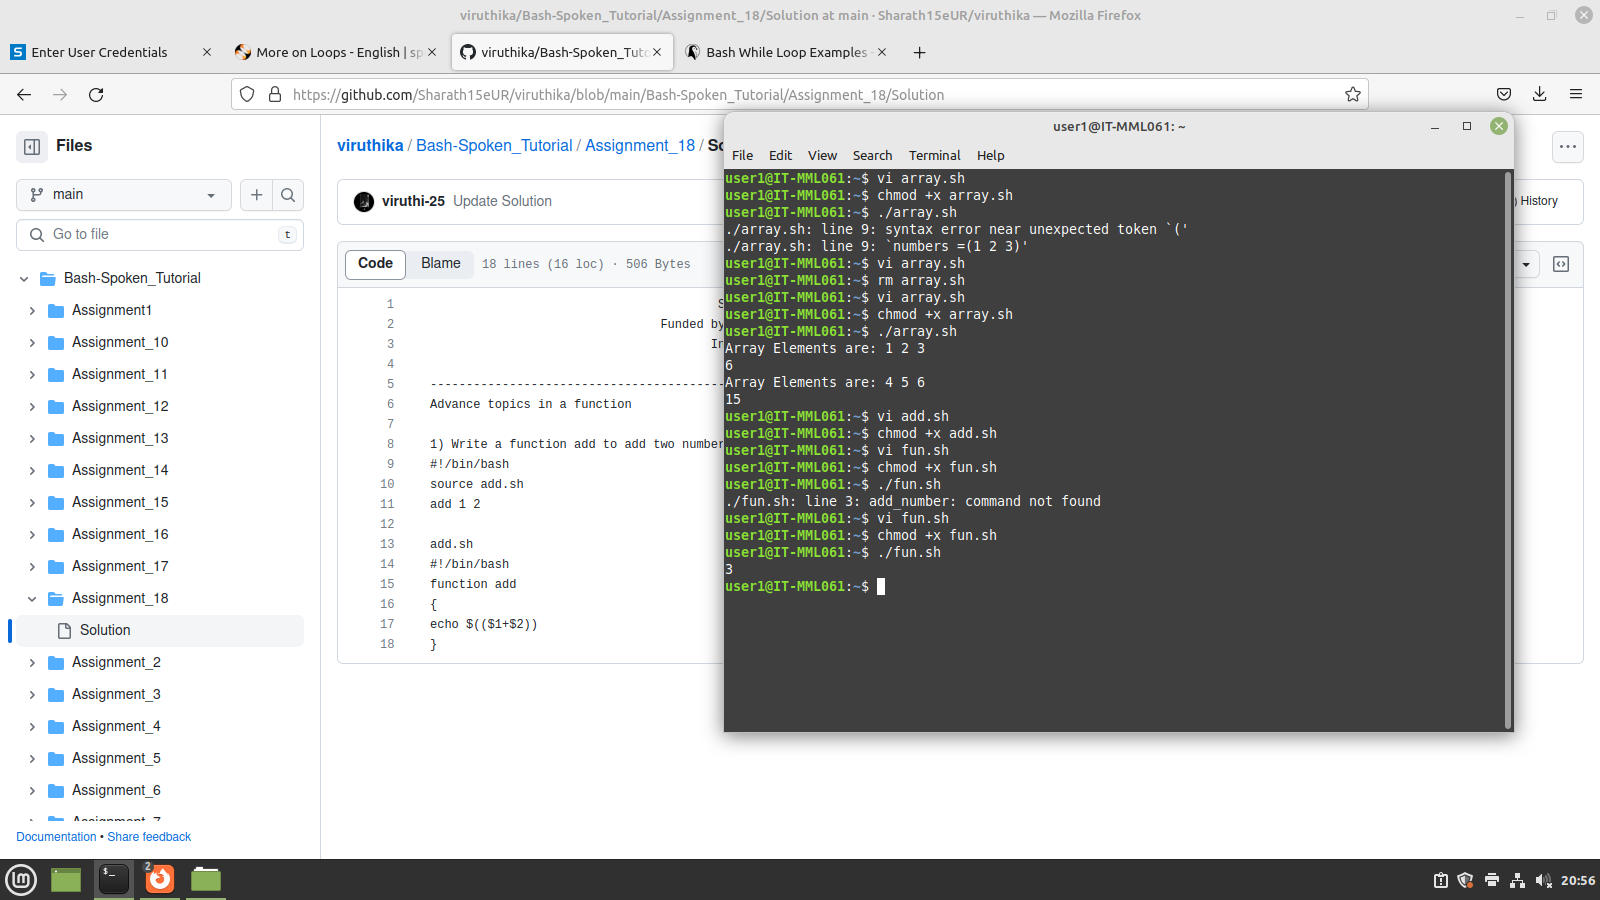 viruthika/Bash-Spoken_Tutorial/Assignment_18/Solution at main · Sharath15eUR/viruthika — Mozilla Firefox
Enter User Credentials
More on Loops - English | sp
viruthika/Bash-Spoken_Tuto
Bash While Loop Examples -
https://github.com/Sharath15eUR/viruthika/blob/main/Bash-Spoken_Tutorial/Assignment_18/Solution
Files
main
Go to file
t
Bash-Spoken_Tutorial
Assignment1
Assignment_10
Assignment_11
Assignment_12
Assignment_13
Assignment_14
Assignment_15
Assignment_16
Assignment_17
Assignment_18
Solution
Assignment_2
Assignment_3
Assignment_4
Assignment_5
Assignment_6
Documentation • Share feedback
viruthika / Bash-Spoken_Tutorial / Assignment_18 / So
viruthi-25 Update Solution
History
Code Blame 18 lines (16 loc) · 506 Bytes
1 S
2 Funded by
3 In
4
5 -----------------------------------------
6 Advance topics in a function
7
8 1) Write a function add to add two number
9 #!/bin/bash
10 source add.sh
11 add 1 2
12
13 add.sh
14 #!/bin/bash
15 function add
16 {
17 echo $(($1+$2))
18 }
user1@IT-MML061: ~
File Edit View Search Terminal Help
user1@IT-MML061:~$ vi array.sh
user1@IT-MML061:~$ chmod +x array.sh
user1@IT-MML061:~$ ./array.sh
./array.sh: line 9: syntax error near unexpected token `('
./array.sh: line 9: `numbers =(1 2 3)'
user1@IT-MML061:~$ vi array.sh
user1@IT-MML061:~$ rm array.sh
user1@IT-MML061:~$ vi array.sh
user1@IT-MML061:~$ chmod +x array.sh
user1@IT-MML061:~$ ./array.sh
Array Elements are: 1 2 3
6
Array Elements are: 4 5 6
15
user1@IT-MML061:~$ vi add.sh
user1@IT-MML061:~$ chmod +x add.sh
user1@IT-MML061:~$ vi fun.sh
user1@IT-MML061:~$ chmod +x fun.sh
user1@IT-MML061:~$ ./fun.sh
./fun.sh: line 3: add_number: command not found
user1@IT-MML061:~$ vi fun.sh
user1@IT-MML061:~$ chmod +x fun.sh
user1@IT-MML061:~$ ./fun.sh
3
user1@IT-MML061:~$
2
20:56